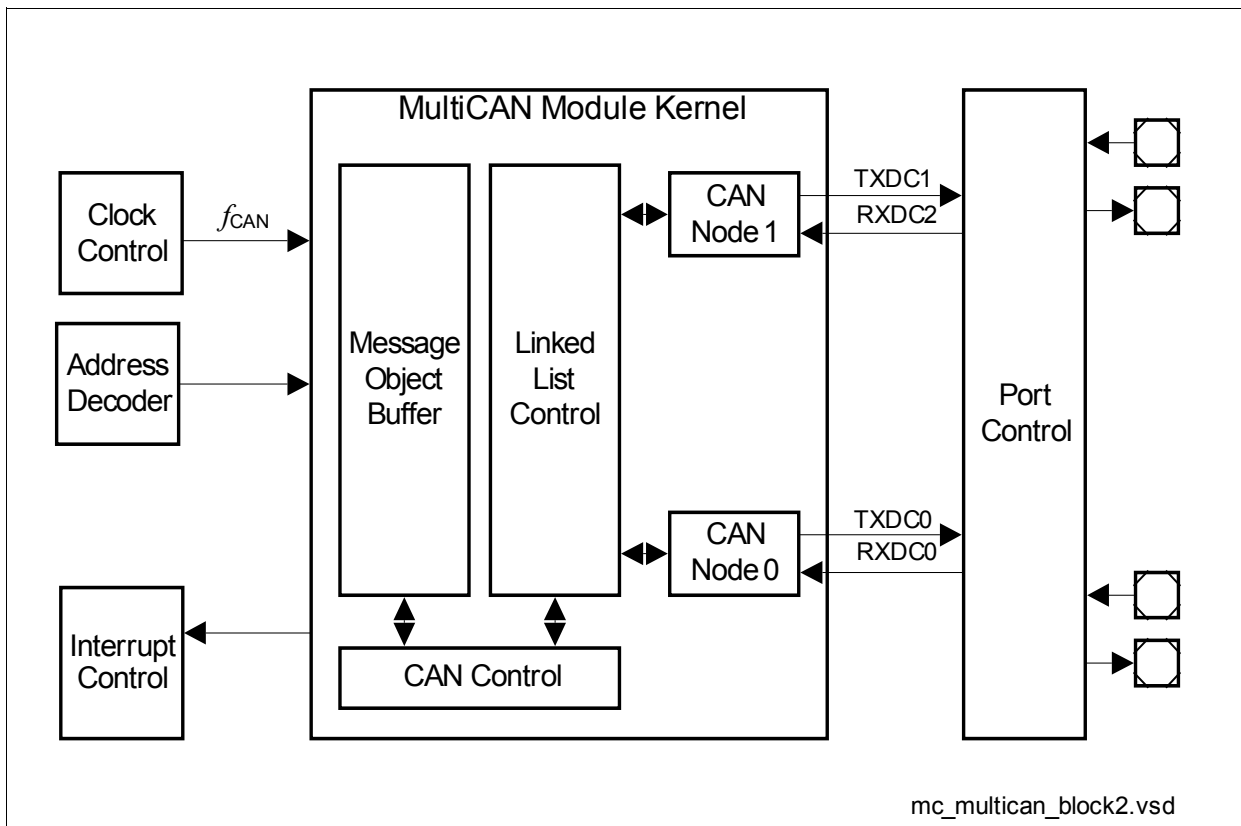 MultiCAN Module Kernel
Clock
Control
fCAN
Address
Decoder
Interrupt
Control
Message
Object
Buffer
Linked
List
Control
CAN Control
CAN
Node 1
CAN
Node 0
TXDC1
RXDC2
TXDC0
RXDC0
Port
Control
mc_multican_block2.vsd